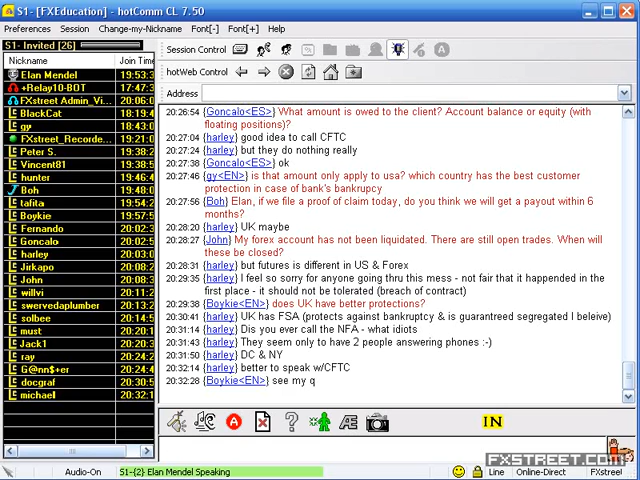 S1- [FXEducation] - hotComm CL 7.50
Preferences Session Change-my-Nickname Font[-] Font[+] Help-
S1- Invited [26]
Session Control
Nickname Join Time
hotWeb Control
Address
Elan Mendel 19:53:3
+Relay10-BOT 17:47:3
FXstreet Admin_Vi... 20:06:0
BlackCat 18:19:4
gy 18:43:0
FXstreet_Recorde... 19:21:0
Peter S. 19:38:2
Vincent81 19:38:2
hunter 19:46:4
Boh 19:48:0
tafita 19:54:2
Boykie 19:57:5
Fernando 20:02:3
Goncalo 20:02:5
harley 20:03:0
Jirkapo 20:08:2
John 20:08:3
willvi 20:11:2
swervedaplumber 20:13:2
solbee 20:14:5
must 20:20:1
Jack1 20:20:3
ray 20:24:2
G@nn$+er 20:24:4
docgraf 20:30:5
michael 20:32:1
20:26:54 {Goncalo<ES>} What amount is owed to the client? Account balance or equity (with
floating positions)?
20:27:04 {harley} good idea to call CFTC
20:27:24 {harley} but they do nothing really
20:27:38 {Goncalo<ES>} ok
20:27:46 {gy<EN>} is that amount only apply to usa? which country has the best customer
protection in case of bank's bankrupcy
20:27:56 {Boh} Elan, if we file a proof of claim today, do you think we will get a payout within 6
months?
20:28:20 {harley} UK maybe
20:28:27 {John} My forex account has not been liquidated. There are still open trades. When will
these be closed?
20:28:31 {harley} but futures is different in US & Forex
20:29:35 {harley} I feel so sorry for anyone going thru this mess - not fair that it happended in the
first place - it should not be tolerated (breach of contract)
20:29:38 {Boykie<EN>} does UK have better protections?
20:30:41 {harley} UK has FSA (protects against bankruptcy & is guarantreed segregated I beleive)
20:31:14 {harley} Dis you ever call the NFA - what idiots
20:31:43 {harley} They seem only to have 2 people answering phones :-)
20:31:50 {harley} DC & NY
20:32:14 {harley} better to speak w/CFTC
20:32:28 {Boykie<EN>} see my q
IN
FXSTREET.COM
Audio-On S1-{2} Elan Mendel Speaking Line Online-Direct FXstreet